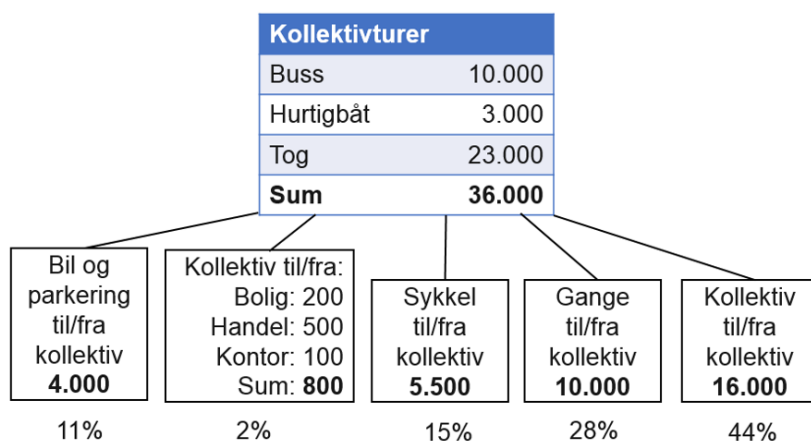 Kollektivturer
Buss 10.000
Hurtigbåt 3.000
Tog 23.000
Sum 36.000
Bil og
parkering
til/fra
kollektiv
4.000
11%
Kollektiv til/fra:
Bolig: 200
Handel: 500
Kontor: 100
Sum: 800
2%
Sykkel
til/fra
kollektiv
5.500
15%
Gange
til/fra
kollektiv
10.000
28%
Kollektiv
til/fra
kollektiv
16.000
44%